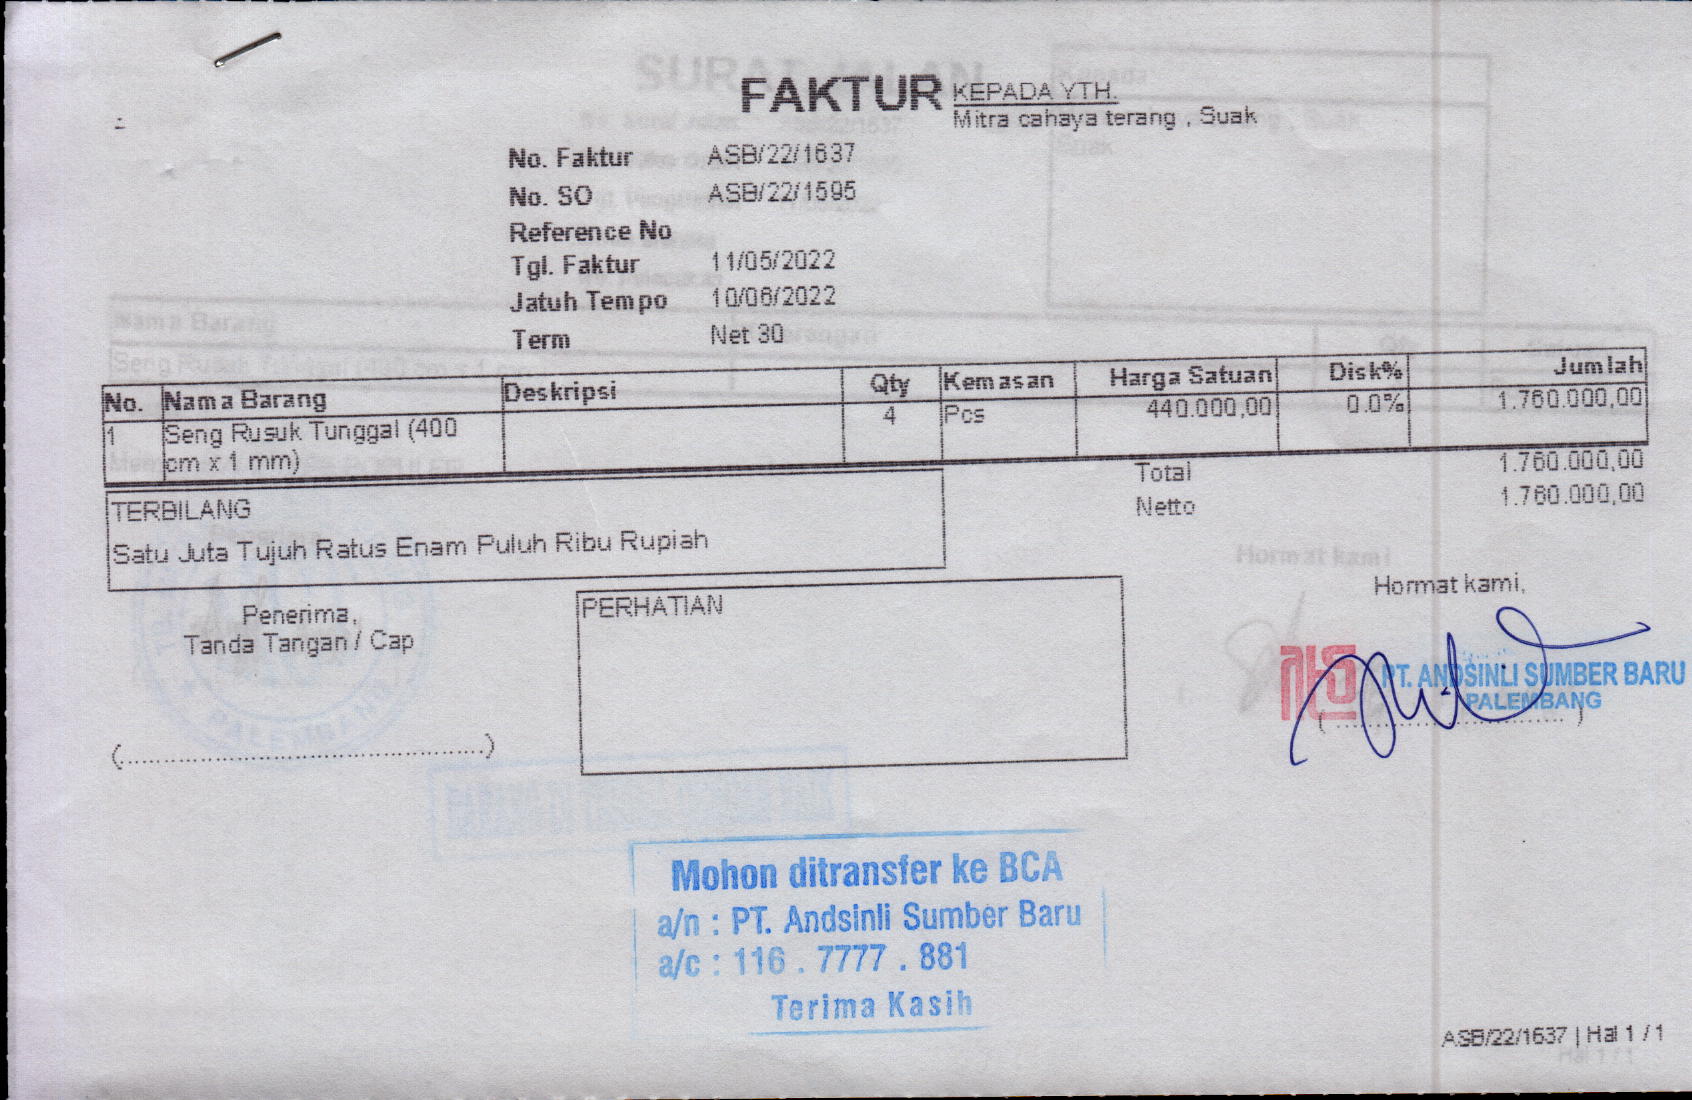 FAKTUR
KEPADA YTH.
Mitra cahaya terang , Suak
No. Faktur ASB/22/1637
No. SO ASB/22/1595
Reference No
Tgl. Faktur 11/05/2022
Jatuh Tempo 10/06/2022
Term Net 30
No. Nama Barang Deskripsi Qty Kemasan Harga Satuan Disk% Jumlah
1 Seng Rusuk Tunggal (400 4 Pcs 440.000,00 0.0% 1.760.000,00
cm x 1 mm)
Total 1.760.000,00
Netto 1.760.000,00
TERBILANG
Satu Juta Tujuh Ratus Enam Puluh Ribu Rupiah
Penerima,
Tanda Tangan / Cap
PERHATIAN
Hormat kami,
PT. ANDSINLI SUMBER BARU
PALEMBANG
Mohon ditransfer ke BCA
a/n : PT. Andsinli Sumber Baru
a/c : 116 . 7777 . 881
Terima Kasih
ASB/22/1637 | Hal 1 / 1